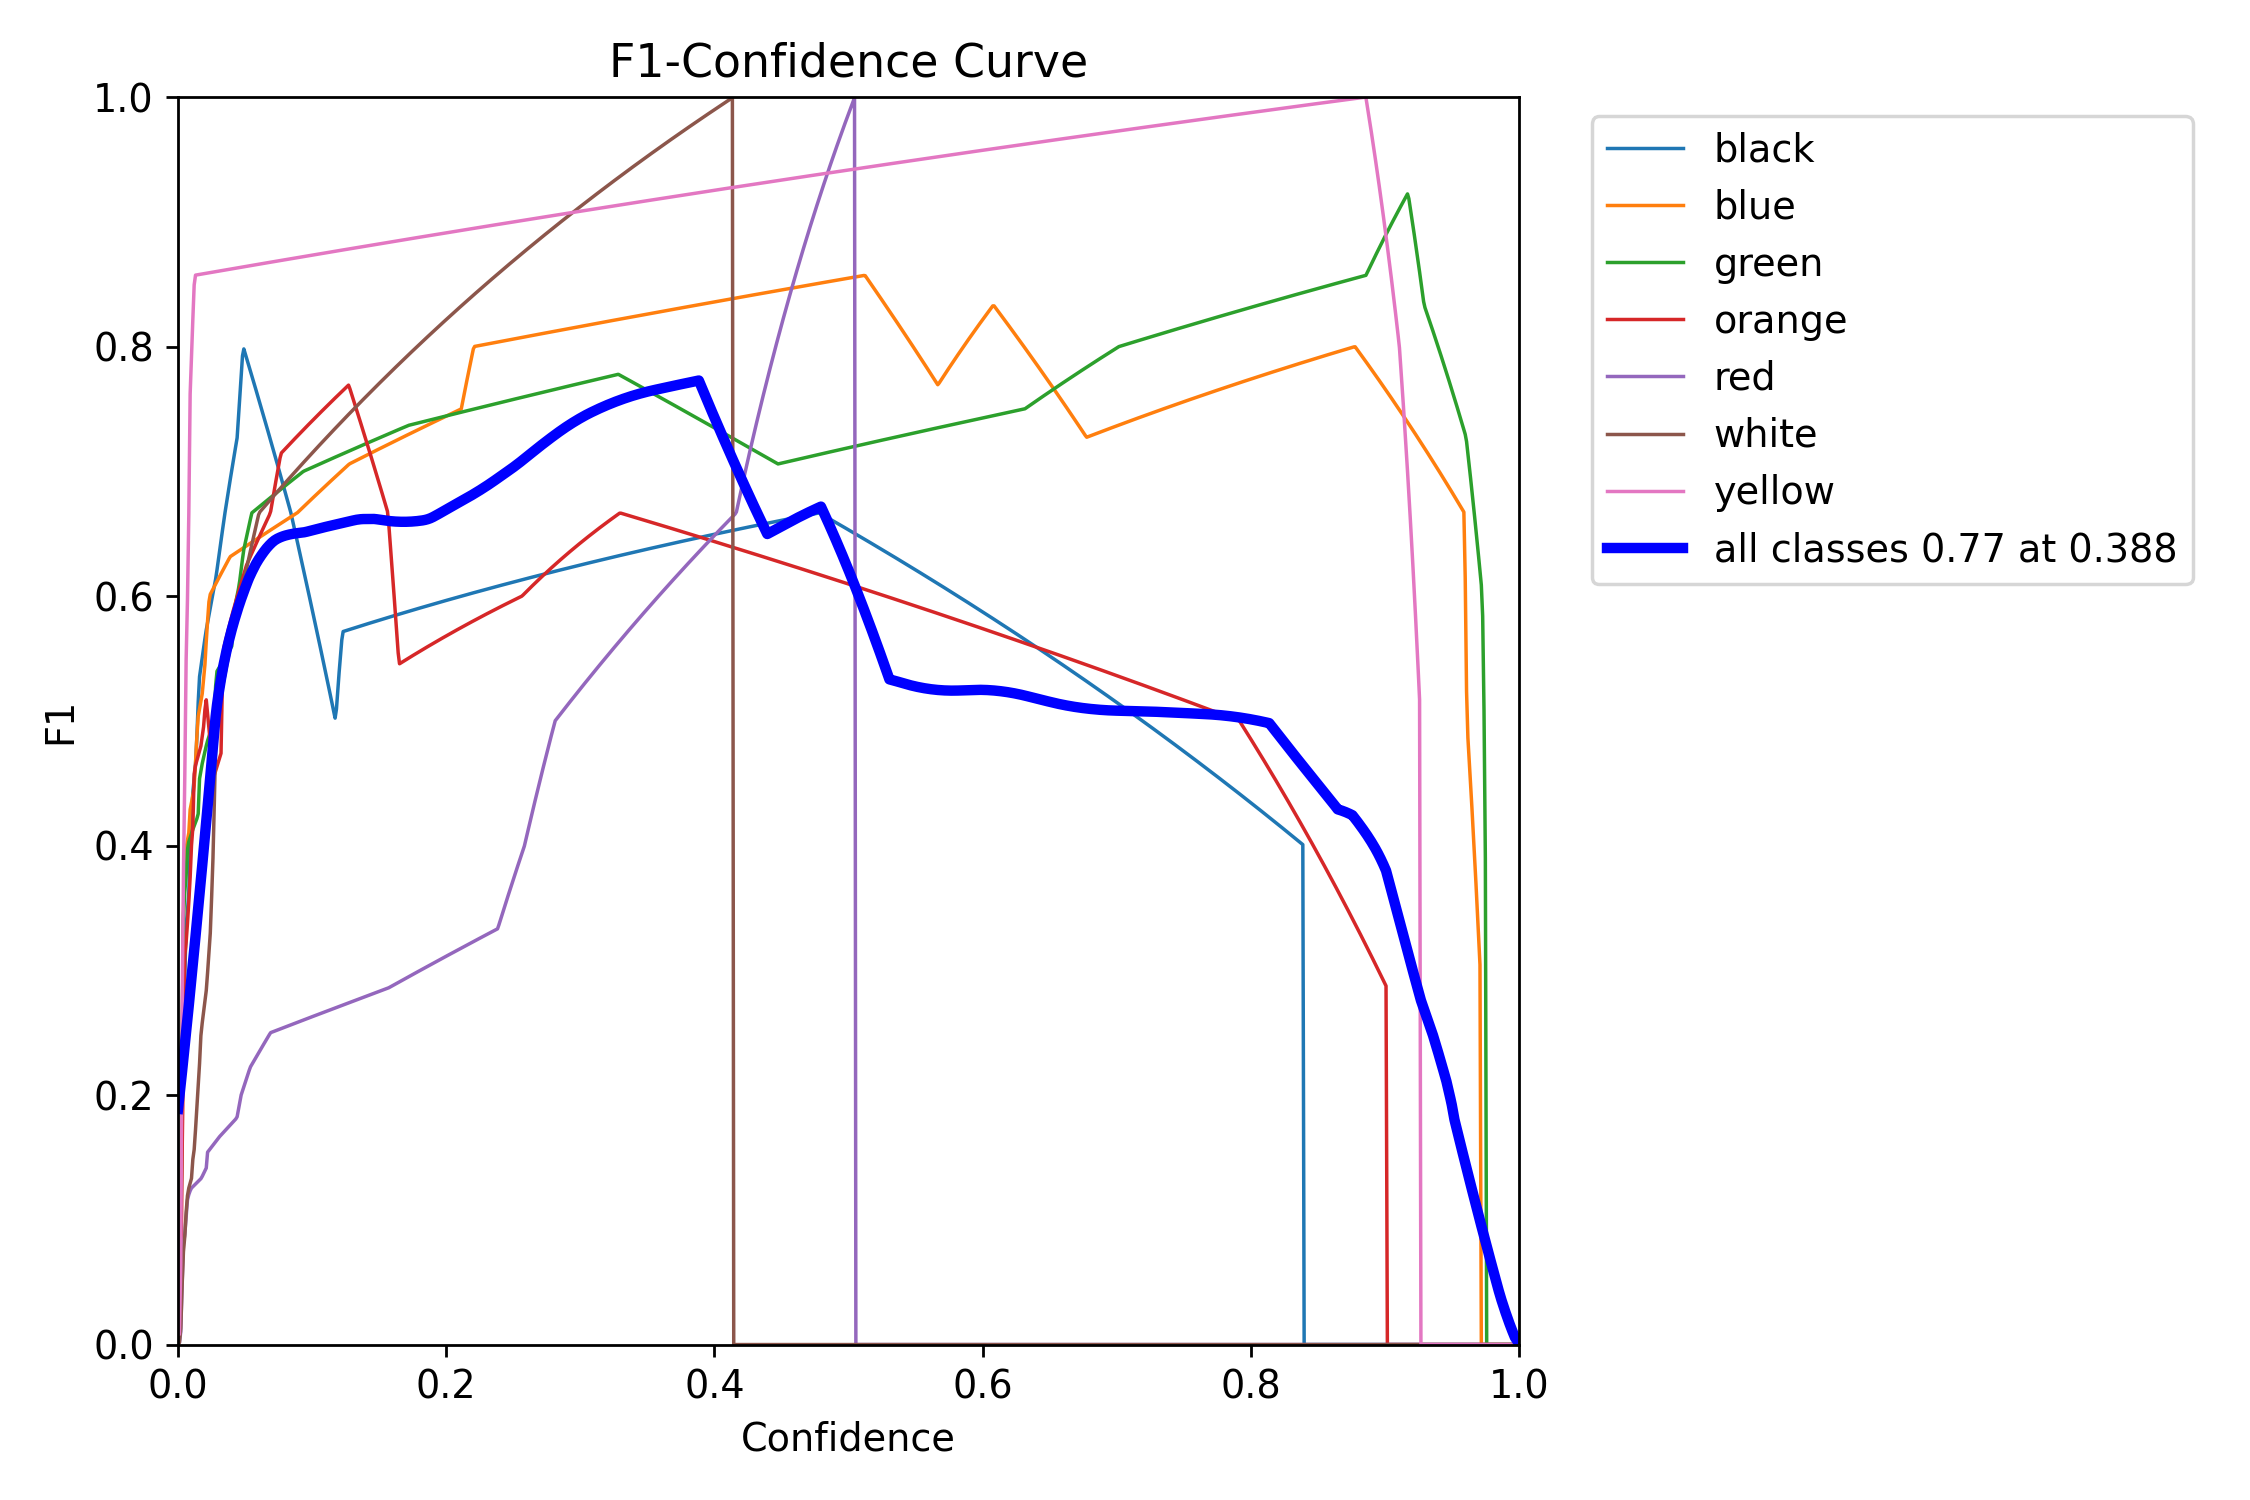 F1-Confidence Curve
1.0
0.8
0.6
0.4
0.2
0.0
F1
0.0 0.2 0.4 0.6 0.8 1.0
Confidence
black
blue
green
orange
red
white
yellow
all classes 0.77 at 0.388